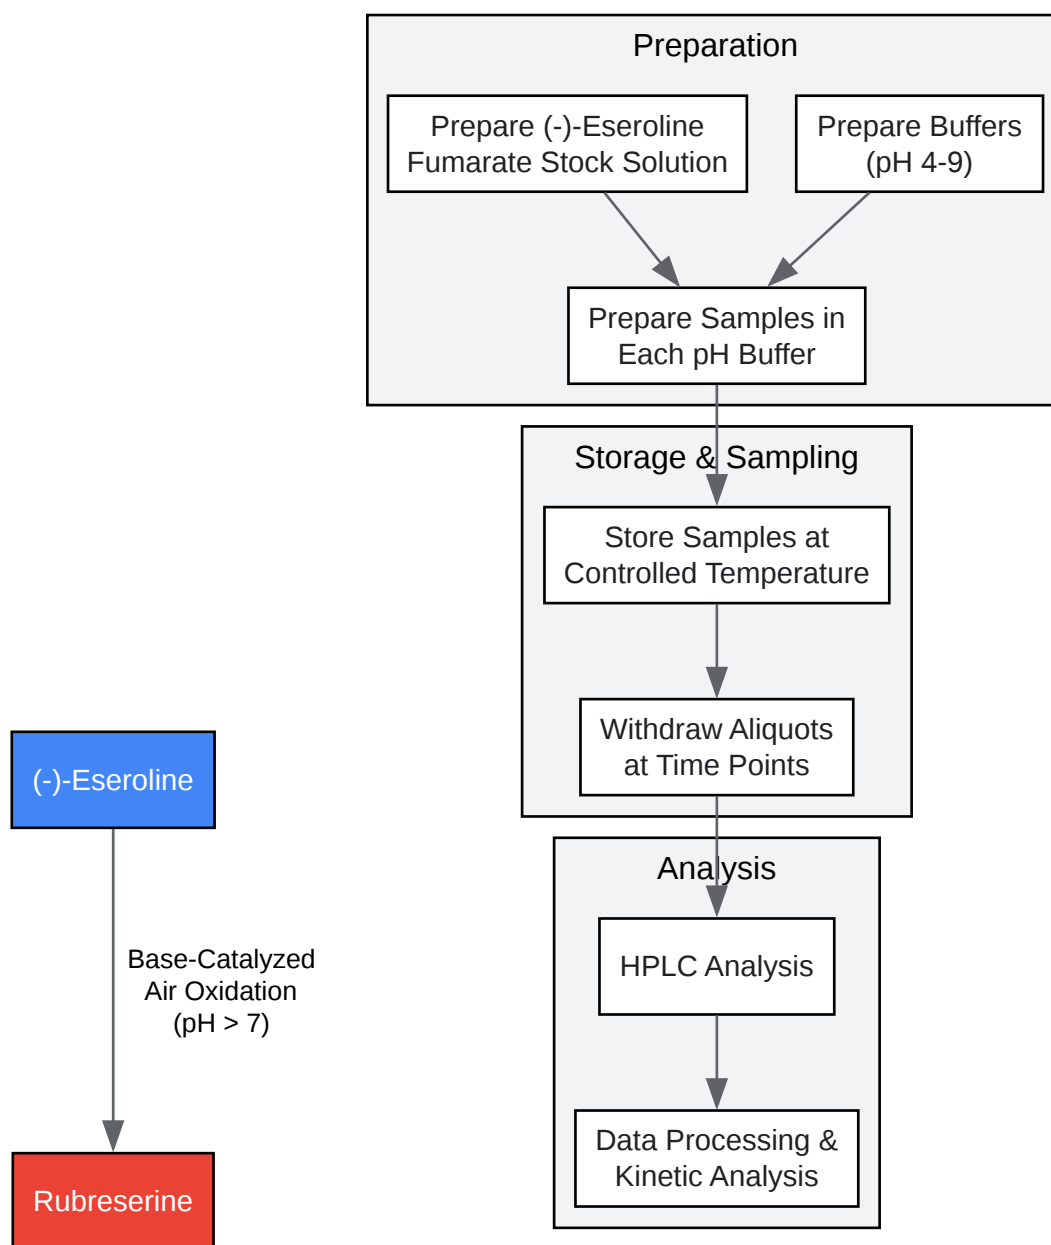 Preparation
Prepare (-)-Eseroline
Fumarate Stock Solution
Prepare Buffers
(pH 4-9)
Prepare Samples in
Each pH Buffer
Storage & Sampling
Store Samples at
Controlled Temperature
Withdraw Aliquots
at Time Points
Analysis
HPLC Analysis
Data Processing &
Kinetic Analysis
(-)-Eseroline
Base-Catalyzed
Air Oxidation
(pH > 7)
Rubreserine